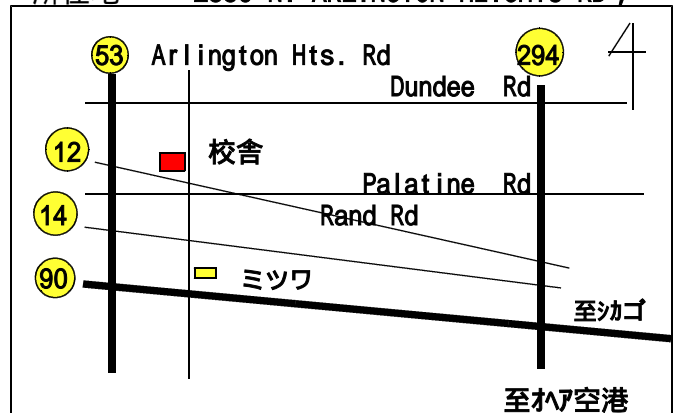 53 Arlington Hts. Rd 294
Dundee Rd
12 校舎
Palatine Rd
14 Rand Rd
90 ミツワ
至ｼｶｺﾞ
至ｵﾍｱ空港